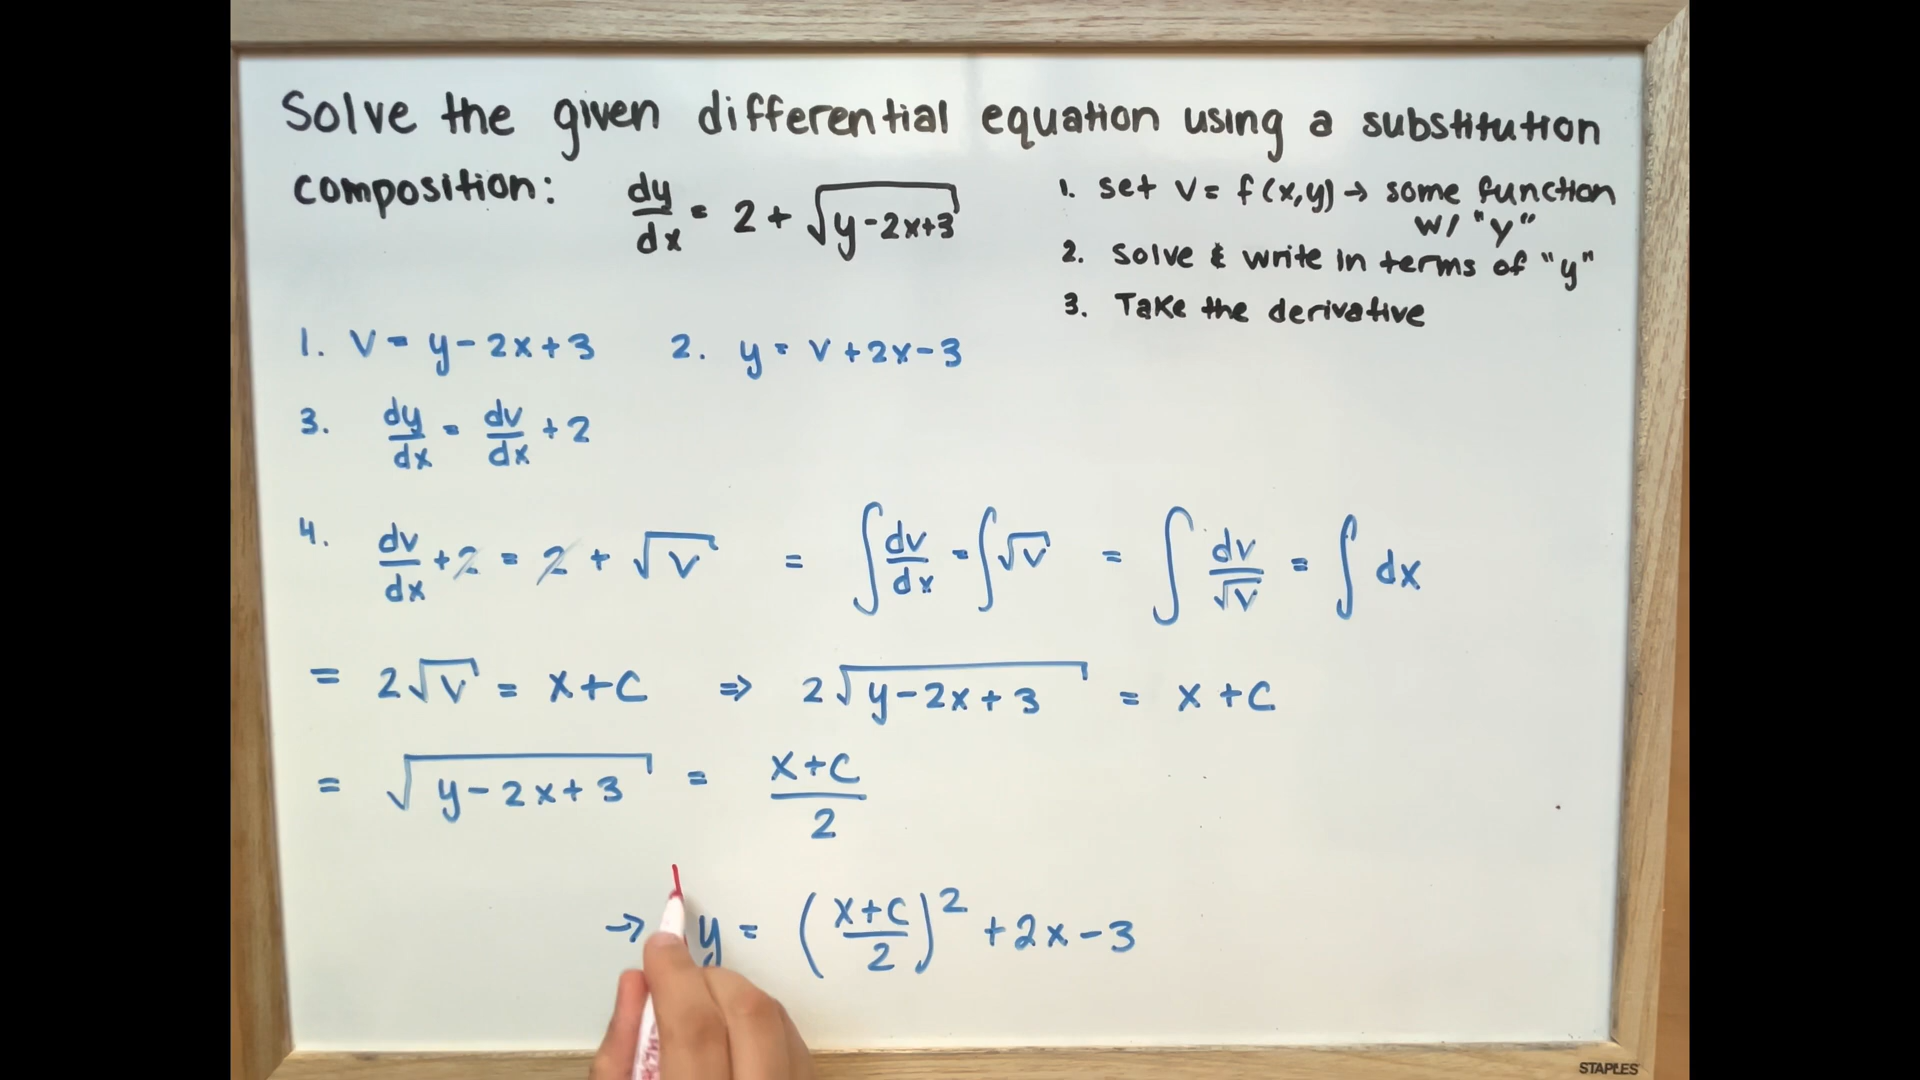 Solve the given differential equation using a substitution
composition: dy/dx = 2 + √(y-2x+3)
1. set v = f(x,y) → some function
w/ "y"
2. Solve & write in terms of "y"
3. Take the derivative
1. v = y-2x+3 2. y = v+2x-3
3. dy/dx = dv/dx + 2
4. dv/dx + 2 = 2 + √v = ∫ dv/dx = ∫ √v = ∫ dv/√v = ∫ dx
= 2√v = x+c ⇒ 2√(y-2x+3) = x+c
= √(y-2x+3) = (x+c)/2
→ y = ((x+c)/2)² + 2x-3
STAPLES